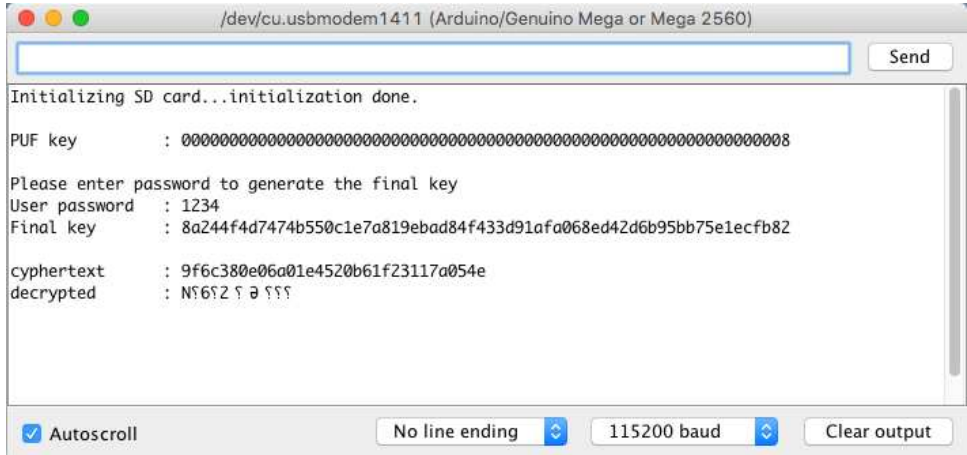 /dev/cu.usbmodem1411 (Arduino/Genuino Mega or Mega 2560)
Send
Initializing SD card...initialization done.
PUF key : 0000000000000000000000000000000000000000000000000000000000000008
Please enter password to generate the final key
User password : 1234
Final key : 8a244f4d7474b550c1e7a819ebad84f433d91afa068ed42d6b95bb75e1ecfb82
cyphertext : 9f6c380e06a01e4520b61f23117a054e
decrypted : N⸮6⸮2 ⸮ ə ⸮⸮⸮
Autoscroll No line ending 115200 baud Clear output